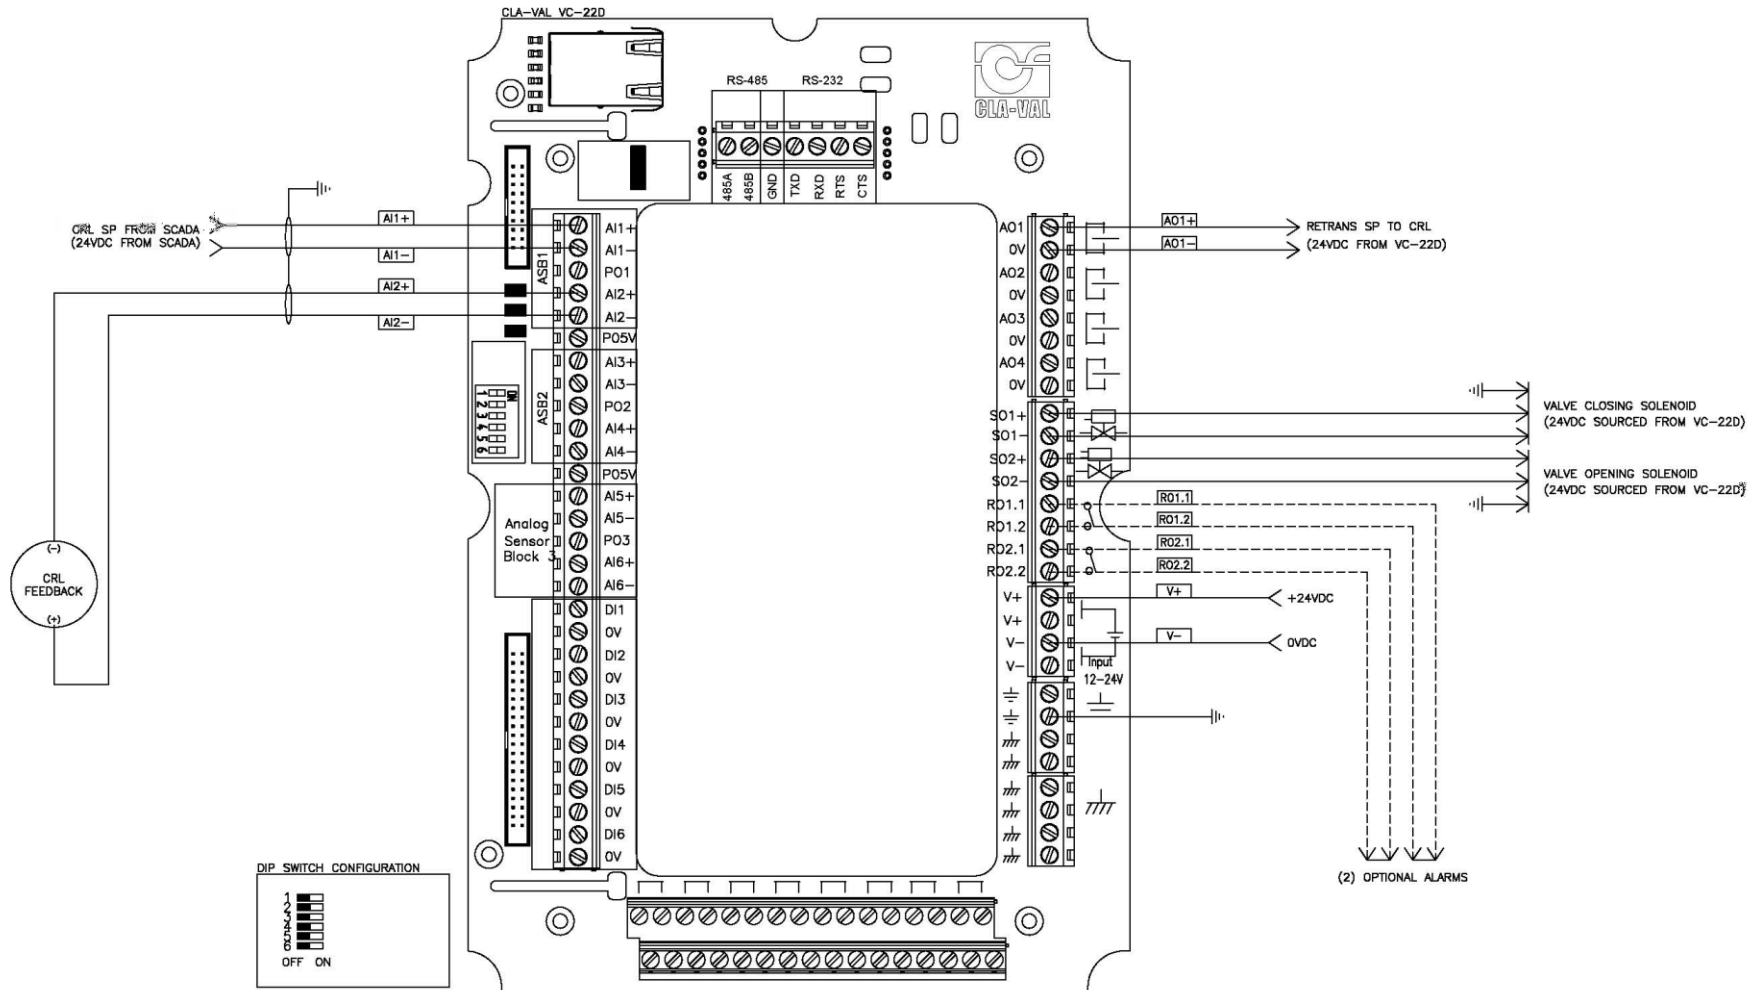 CLA-VAL VC-22D
CLA-VAL
RS-485
RS-232
485A
485B
GND
TXD
RXD
RTS
CTS
CRL SP FROM SCADA
(24VDC FROM SCADA)
AI1+
AI1-
AI2+
AI2-
CRL
FEEDBACK
(-)
(+)
ASB1
ASB2
Analog
Sensor
Block 3
ON
1
2
3
4
5
6
AI1+
AI1-
PO1
AI2+
AI2-
PO5V
AI3+
AI3-
PO2
AI4+
AI4-
PO5V
AI5+
AI5-
PO3
AI6+
AI6-
DI1
0V
DI2
0V
DI3
0V
DI4
0V
DI5
0V
DI6
0V
AO1
0V
AO2
0V
AO3
0V
AO4
0V
SO1+
SO1-
SO2+
SO2-
RO1.1
RO1.2
RO2.1
RO2.2
V+
V+
V-
V-
Input
12-24V
AO1+
AO1-
RETRANS SP TO CRL
(24VDC FROM VC-22D)
VALVE CLOSING SOLENOID
(24VDC SOURCED FROM VC-22D)
VALVE OPENING SOLENOID
(24VDC SOURCED FROM VC-22D)
RO1.1
RO1.2
RO2.1
RO2.2
V+
+24VDC
V-
0VDC
(2) OPTIONAL ALARMS
DIP SWITCH CONFIGURATION
1
2
3
4
5
6
OFF ON